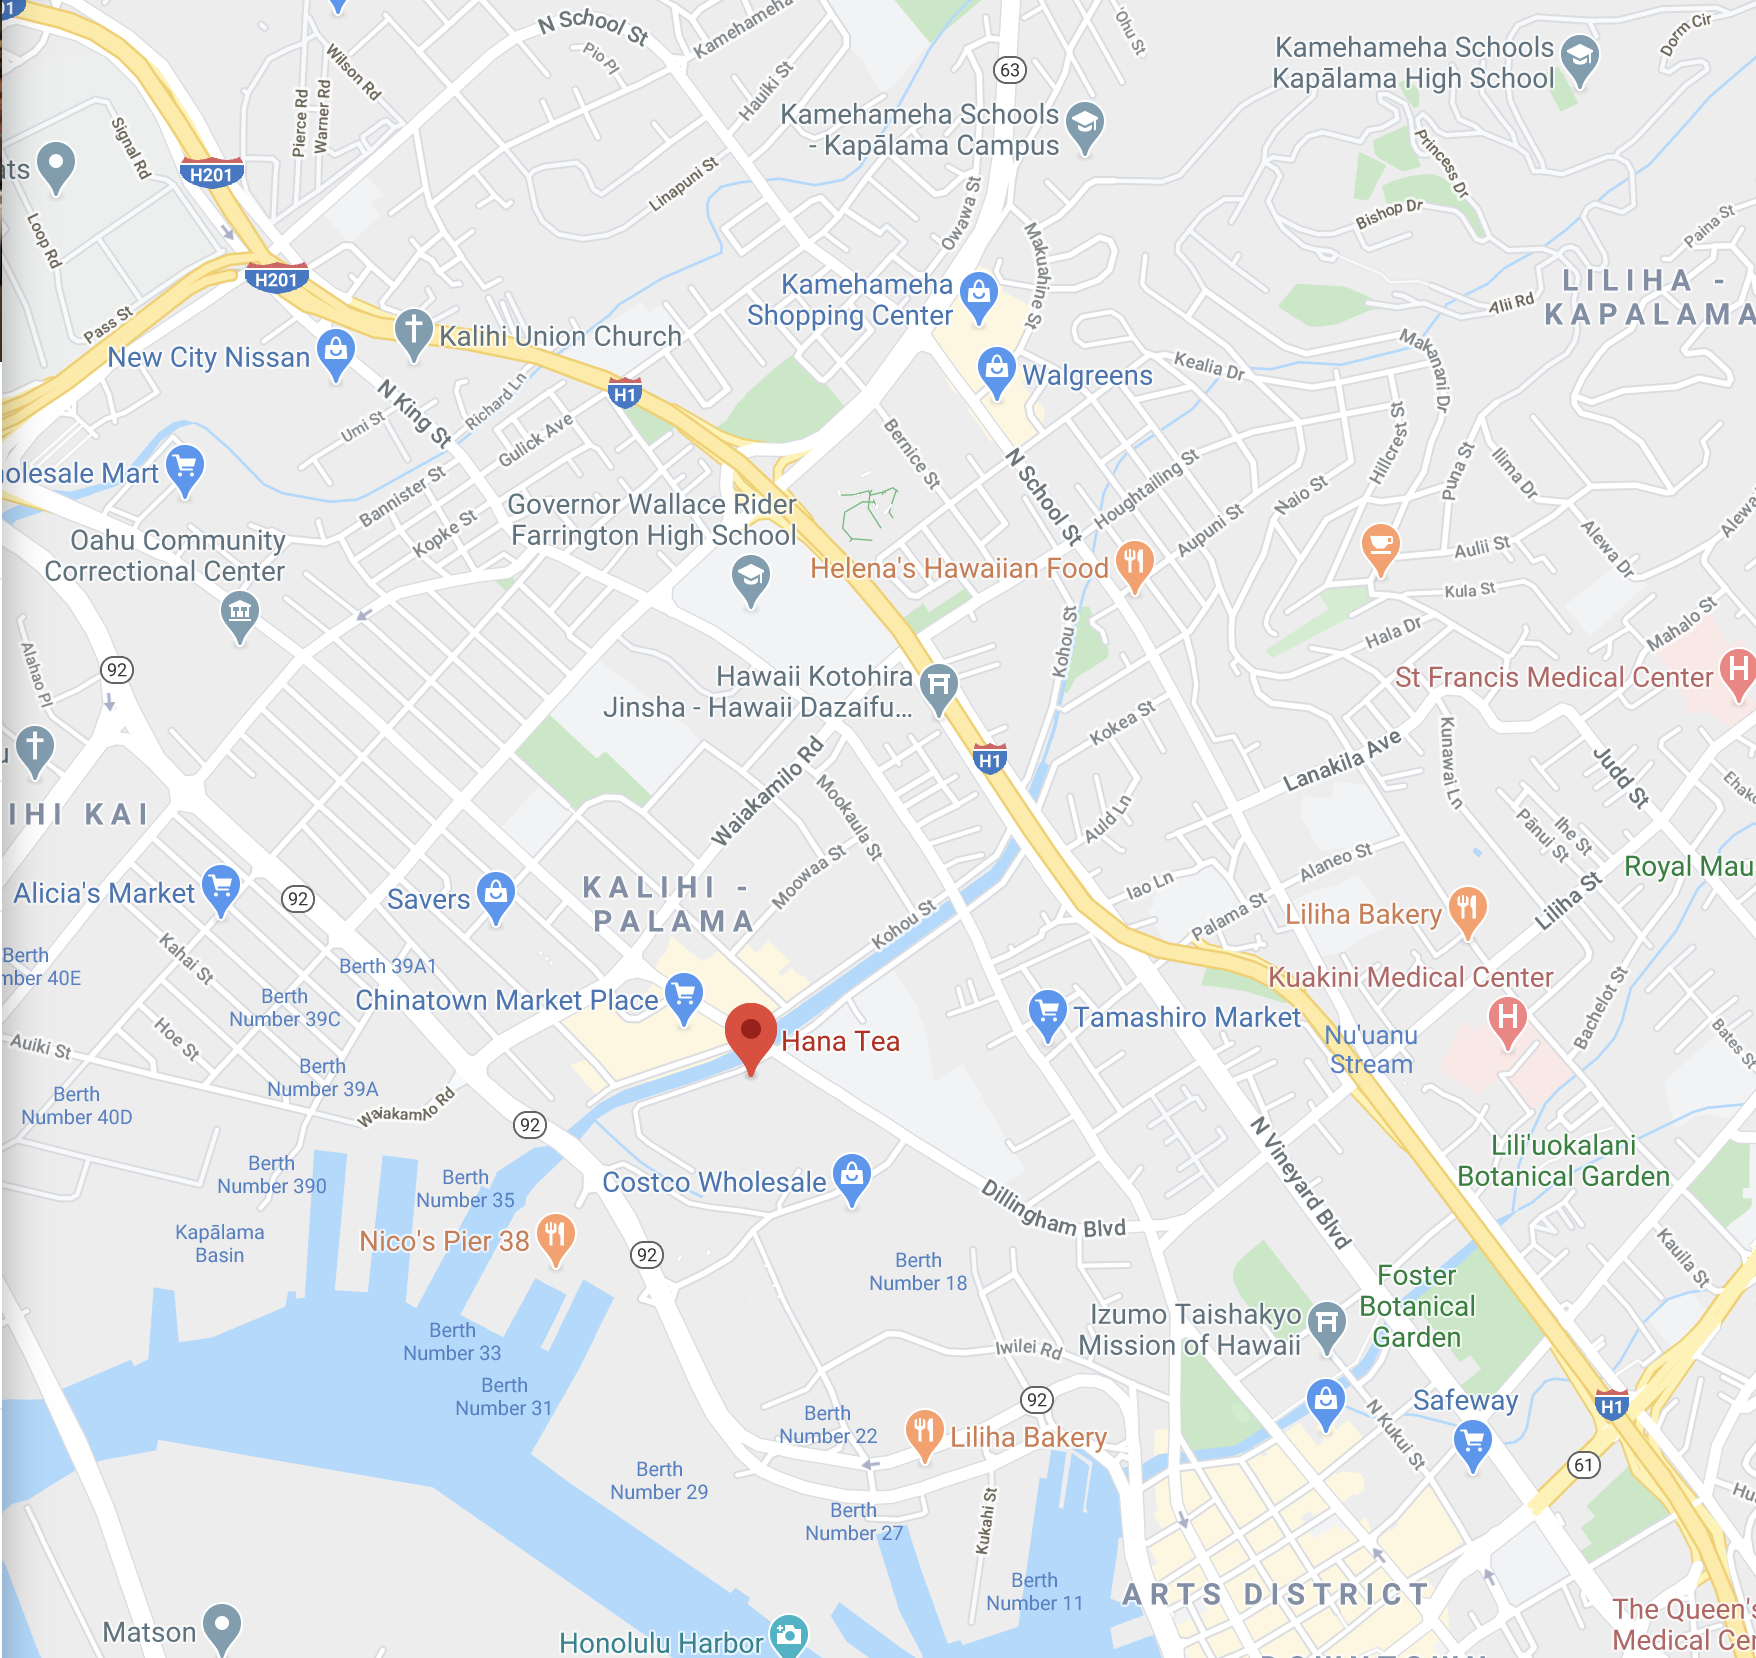 H201
N School St
Kamehameha
'Ohu St
63
Kamehameha Schools
Kapālama High School
Dorm Cir
Wilson Rd
Pio Pl
Hauiki St
Pierce Rd
Warner Rd
Signal Rd
Kamehameha Schools
- Kapālama Campus
Princess Dr
H201
Linapuni St
Owawa St
Bishop Dr
Paina St
Loop Rd
Makuahine St
H201
Kamehameha
Shopping Center
LILIHA -
KAPALAMA
Alii Rd
Pass St
Kalihi Union Church
New City Nissan
Walgreens
Kealia Dr
Makanani Dr
N King St
Richard Ln
H1
Umi St
Gulick Ave
Bernice St
Hillcrest St
Puna St
Ilima Dr
olesale Mart
Bannister St
N School St
Houghtailing St
Naio St
Governor Wallace Rider
Farrington High School
Kopke St
Aupuni St
Alewa Dr
Oahu Community
Correctional Center
Helena's Hawaiian Food
Aulii St
Kula St
Kohou St
Hala Dr
Mahalo St
Alahao Pl
92
Hawaii Kotohira
Jinsha - Hawaii Dazaifu...
St Francis Medical Center
Kokea St
Waiakamilo Rd
H1
Lanakila Ave
Kunawai Ln
Judd St
IHI KAI
Mookaula St
Auld Ln
Pānui St
Ihe St
Moowaa St
Alaneo St
Royal Mau
Alicia's Market
92
Savers
KALIHI -
PALAMA
Iao Ln
Palama St
Liliha Bakery
Liliha St
Kohou St
Kahai St
Berth
mber 40E
Berth 39A1
Kuakini Medical Center
Berth
Number 39C
Chinatown Market Place
Tamashiro Market
Bachelot St
Auiki St
Hoe St
Hana Tea
Nu'uanu
Stream
Bates St
Berth
Number 39A
Berth
Number 40D
Waiakamilo Rd
92
N Vineyard Blvd
Lili'uokalani
Botanical Garden
Berth
Number 390
Berth
Number 35
Costco Wholesale
Dillingham Blvd
Kapālama
Basin
Nico's Pier 38
92
Berth
Number 18
Kauila St
Foster
Botanical
Garden
Berth
Number 33
Iwilei Rd
Izumo Taishakyo
Mission of Hawaii
Berth
Number 31
92
Safeway
H1
Berth
Number 22
Liliha Bakery
N Kukui St
61
Berth
Number 29
Berth
Number 27
Kukahi St
Berth
Number 11
ARTS DISTRICT
Matson
Honolulu Harbor
The Queen's
Medical Cer